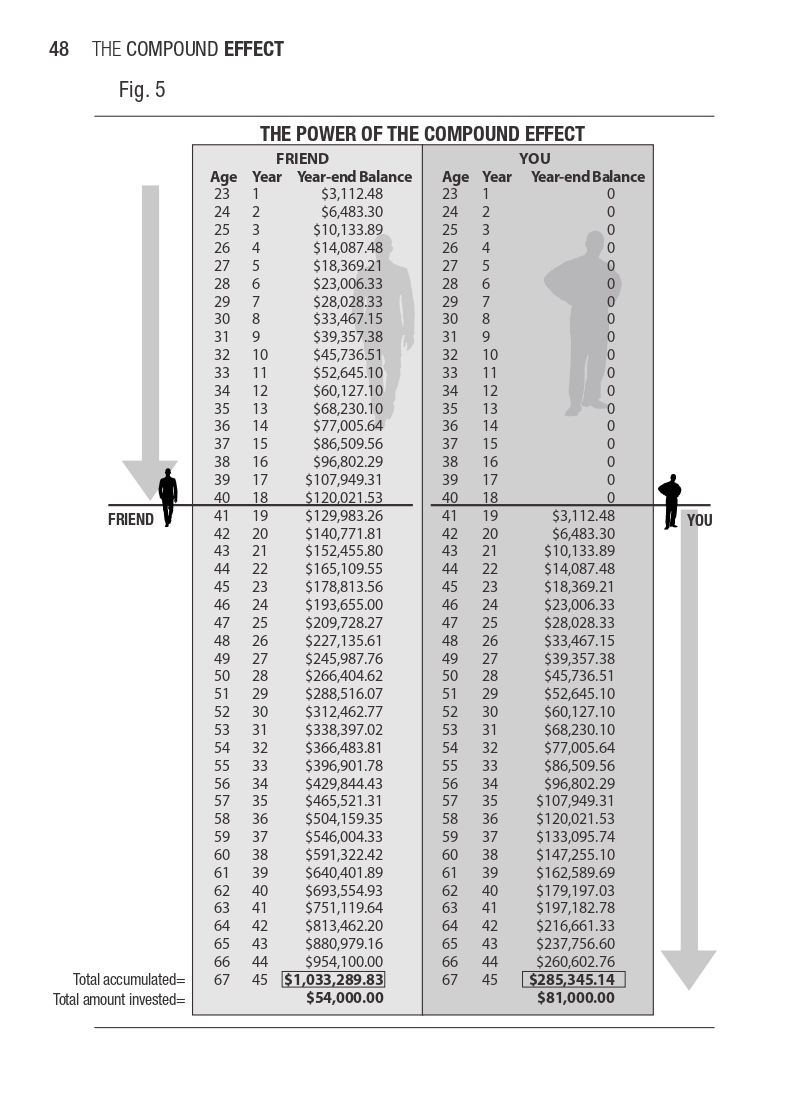 48 THE COMPOUND EFFECT
Fig. 5
THE POWER OF THE COMPOUND EFFECT
FRIEND YOU
Age Year Year-end Balance Age Year Year-end Balance
23 1 $3,112.48 23 1 0
24 2 $6,483.30 24 2 0
25 3 $10,133.89 25 3 0
26 4 $14,087.48 26 4 0
27 5 $18,369.21 27 5 0
28 6 $23,006.33 28 6 0
29 7 $28,028.33 29 7 0
30 8 $33,467.15 30 8 0
31 9 $39,357.38 31 9 0
32 10 $45,736.51 32 10 0
33 11 $52,645.10 33 11 0
34 12 $60,127.10 34 12 0
35 13 $68,230.10 35 13 0
36 14 $77,005.64 36 14 0
37 15 $86,509.56 37 15 0
38 16 $96,802.29 38 16 0
39 17 $107,949.31 39 17 0
40 18 $120,021.53 40 18 0
FRIEND 41 19 $129,983.26 41 19 $3,112.48 YOU
42 20 $140,771.81 42 20 $6,483.30
43 21 $152,455.80 43 21 $10,133.89
44 22 $165,109.55 44 22 $14,087.48
45 23 $178,813.56 45 23 $18,369.21
46 24 $193,655.00 46 24 $23,006.33
47 25 $209,728.27 47 25 $28,028.33
48 26 $227,135.61 48 26 $33,467.15
49 27 $245,987.76 49 27 $39,357.38
50 28 $266,404.62 50 28 $45,736.51
51 29 $288,516.07 51 29 $52,645.10
52 30 $312,462.77 52 30 $60,127.10
53 31 $338,397.02 53 31 $68,230.10
54 32 $366,483.81 54 32 $77,005.64
55 33 $396,901.78 55 33 $86,509.56
56 34 $429,844.43 56 34 $96,802.29
57 35 $465,521.31 57 35 $107,949.31
58 36 $504,159.35 58 36 $120,021.53
59 37 $546,004.33 59 37 $133,095.74
60 38 $591,322.42 60 38 $147,255.10
61 39 $640,401.89 61 39 $162,589.69
62 40 $693,554.93 62 40 $179,197.03
63 41 $751,119.64 63 41 $197,182.78
64 42 $813,462.20 64 42 $216,661.33
65 43 $880,979.16 65 43 $237,756.60
66 44 $954,100.00 66 44 $260,602.76
Total accumulated= 67 45 $1,033,289.83 67 45 $285,345.14
Total amount invested= $54,000.00 $81,000.00